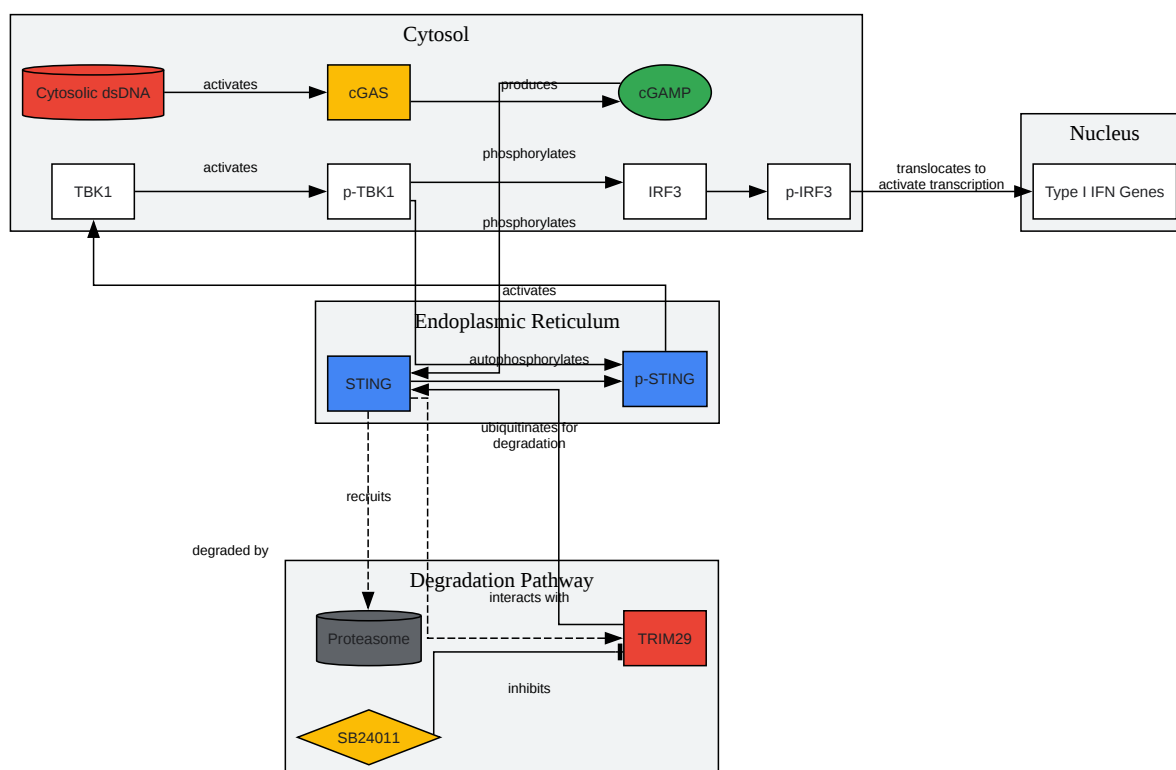 Cytosol
Cytosolic dsDNA
activates
cGAS
produces
cGAMP
TBK1
activates
p-TBK1
phosphorylates
IRF3
p-IRF3
translocates to
activate transcription
Nucleus
Type I IFN Genes
phosphorylates
activates
Endoplasmic Reticulum
STING
autophosphorylates
p-STING
ubiquitinates for
degradation
recruits
degraded by
Degradation Pathway
interacts with
Proteasome
TRIM29
inhibits
SB24011